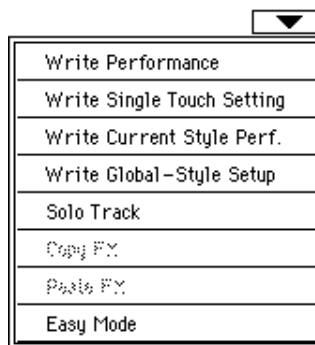 Write Performance
Write Single Touch Setting
Write Current Style Perf.
Write Global-Style Setup
Solo Track
Copy FX
Paste FX
Easy Mode